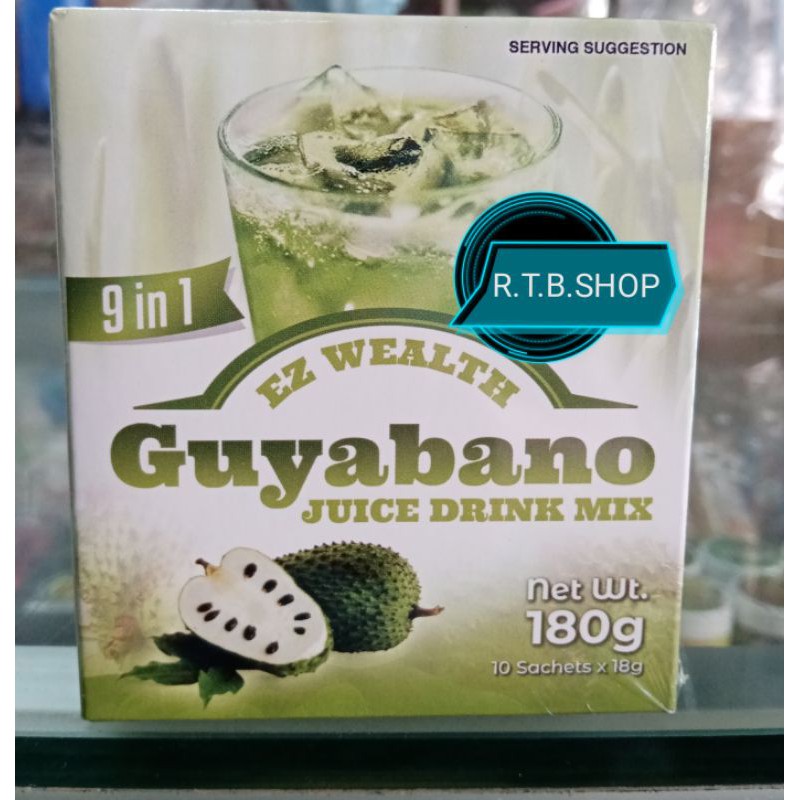 SERVING SUGGESTION
R.T.B.SHOP
9 in 1
EZ WEALTH
Guyabano
JUICE DRINK MIX
Net Wt.
180g
10 Sachets x 18g